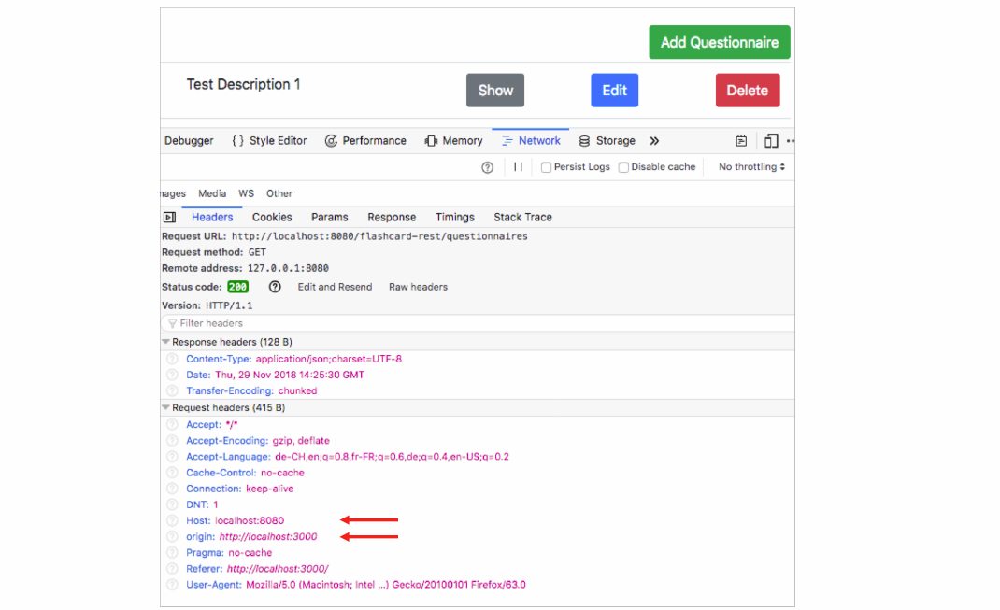 Add Questionnaire
Test Description 1 Show Edit Delete
Debugger { } Style Editor Performance Memory Network Storage »
Persist Logs Disable cache No throttling
Media WS Other
Headers Cookies Params Response Timings Stack Trace
Request URL: http://localhost:8080/flashcard-rest/questionnaires
Request method: GET
Remote address: 127.0.0.1:8080
Status code: 200 Edit and Resend Raw headers
Version: HTTP/1.1
Filter headers
Response headers (128 B)
Content-Type: application/json;charset=UTF-8
Date: Thu, 29 Nov 2018 14:25:30 GMT
Transfer-Encoding: chunked
Request headers (415 B)
Accept: */*
Accept-Encoding: gzip, deflate
Accept-Language: de-CH,en;q=0.8,fr-FR;q=0.6,de;q=0.4,en-US;q=0.2
Cache-Control: no-cache
Connection: keep-alive
DNT: 1
Host: localhost:8080
origin: http://localhost:3000
Pragma: no-cache
Referer: http://localhost:3000/
User-Agent: Mozilla/5.0 (Macintosh; Intel ...) Gecko/20100101 Firefox/63.0